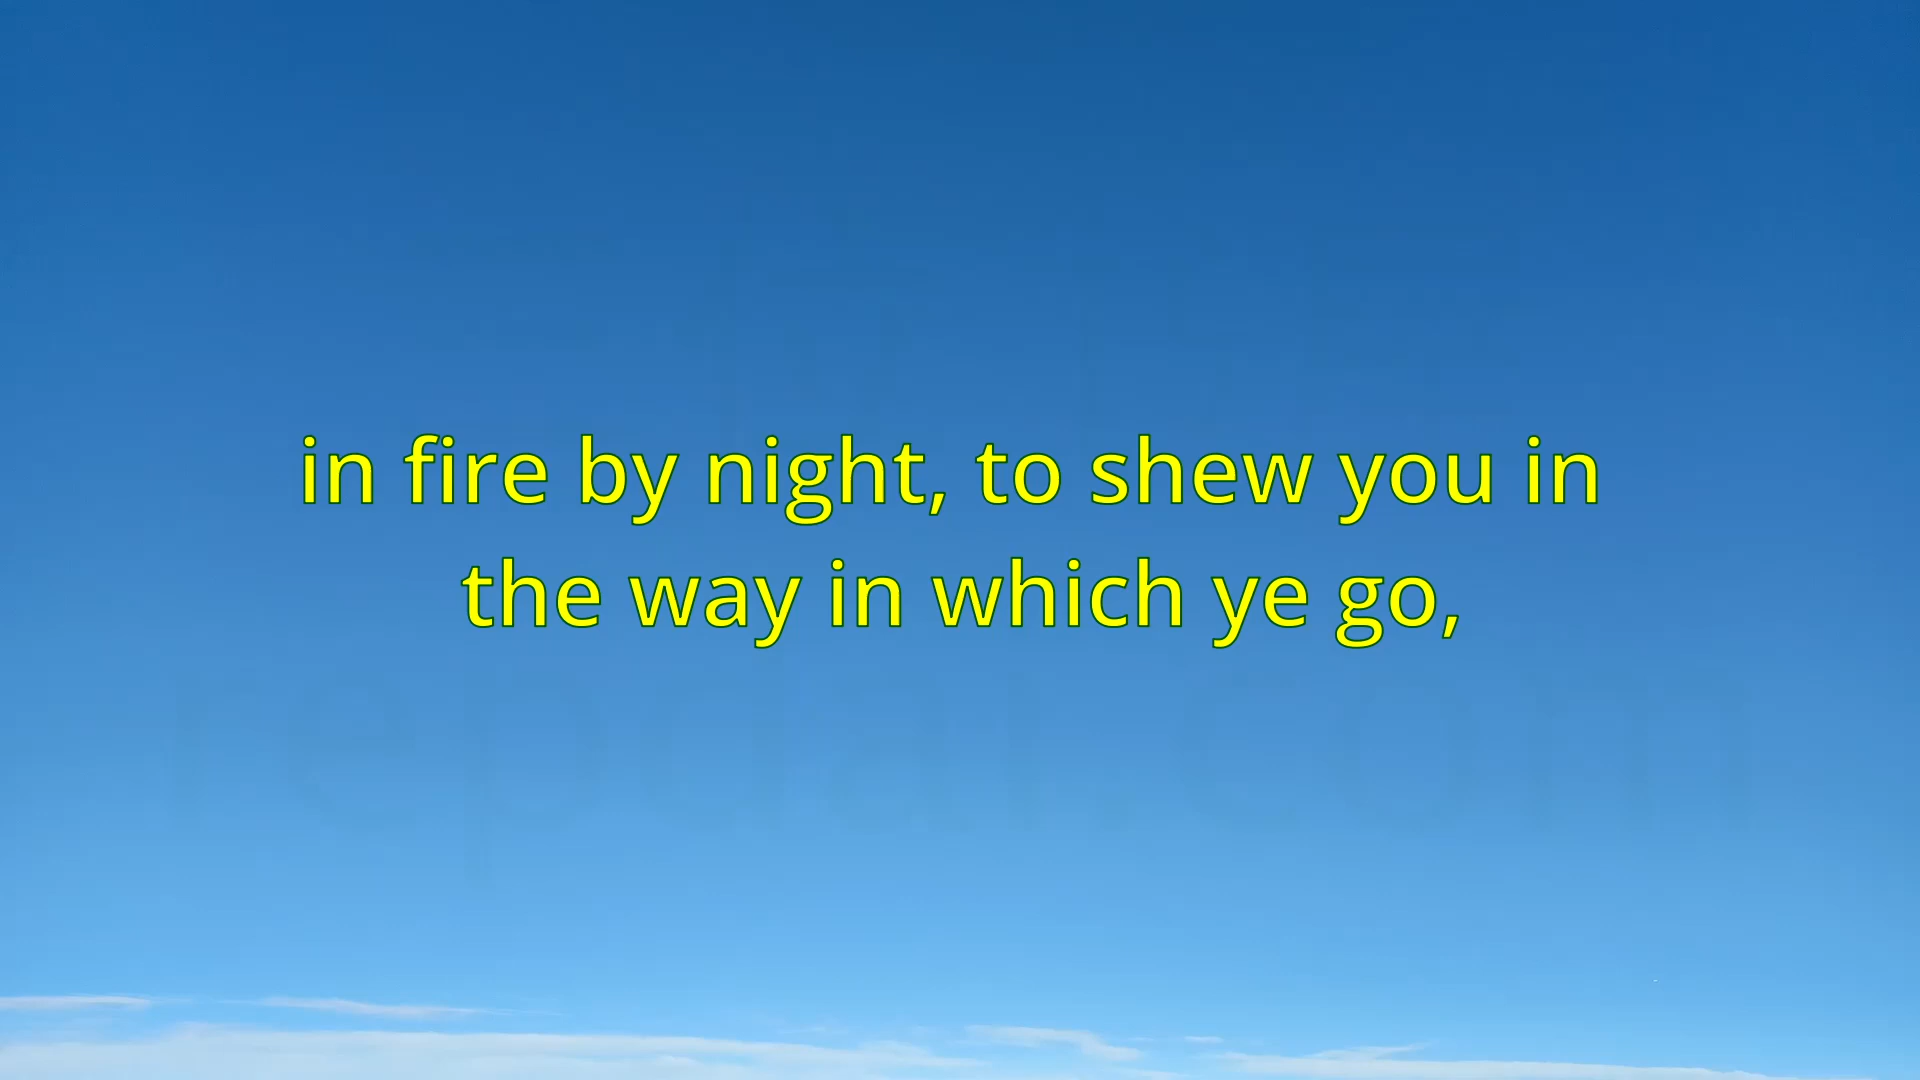 in fire by night, to shew you in
the way in which ye go,